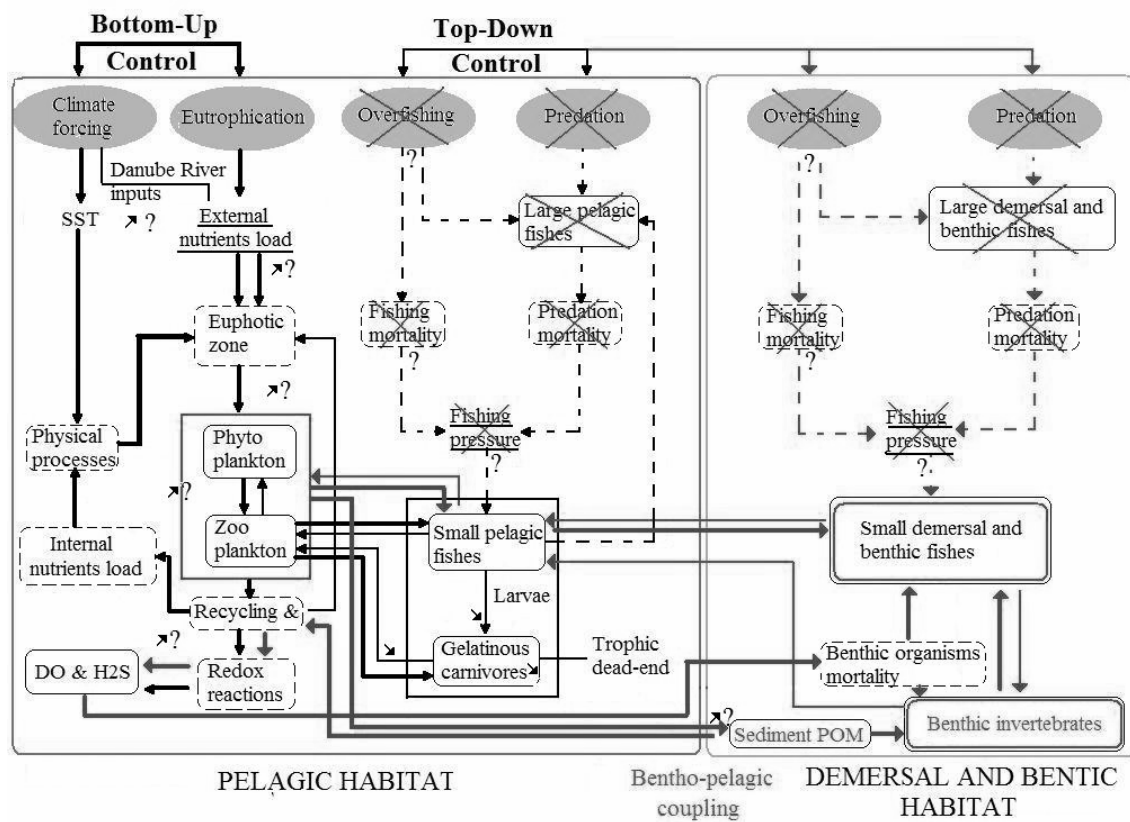 Bottom-Up
Control
Top-Down
Control
Climate
forcing
Eutrophication
Overfishing
Predation
Overfishing
Predation
?
?
Danube River
inputs
?
SST
External
nutrients load
?
Large pelagic
fishes
Large demersal and
benthic fishes
Euphotic
zone
Fishing
mortality
Predation
mortality
Fishing
mortality
Predation
mortality
?
?
?
Physical
processes
Phyto
plankton
Fishing
pressure
?
Fishing
pressure
?
?
Zoo
plankton
Small pelagic
fishes
Small demersal and
benthic fishes
Internal
nutrients load
Larvae
Recycling &
?
Gelatinous
carnivores
Trophic
dead-end
DO & H2S
Redox
reactions
Benthic organisms
mortality
?
Sediment POM
Benthic invertebrates
PELAGIC HABITAT
Bentho-pelagic
coupling
DEMERSAL AND BENTIC
HABITAT